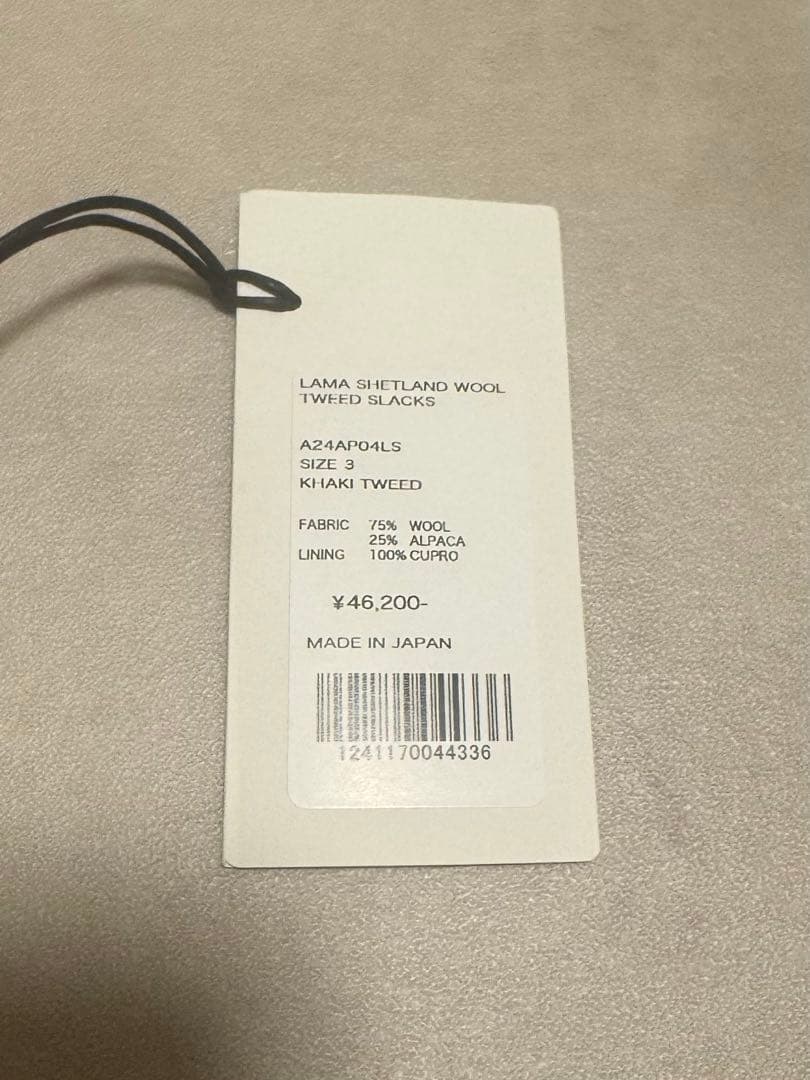 LAMA SHETLAND WOOL
TWEED SLACKS
A24AP04LS
SIZE 3
KHAKI TWEED
FABRIC 75% WOOL
25% ALPACA
LINING 100% CUPRO
¥46,200-
MADE IN JAPAN
1241170044336